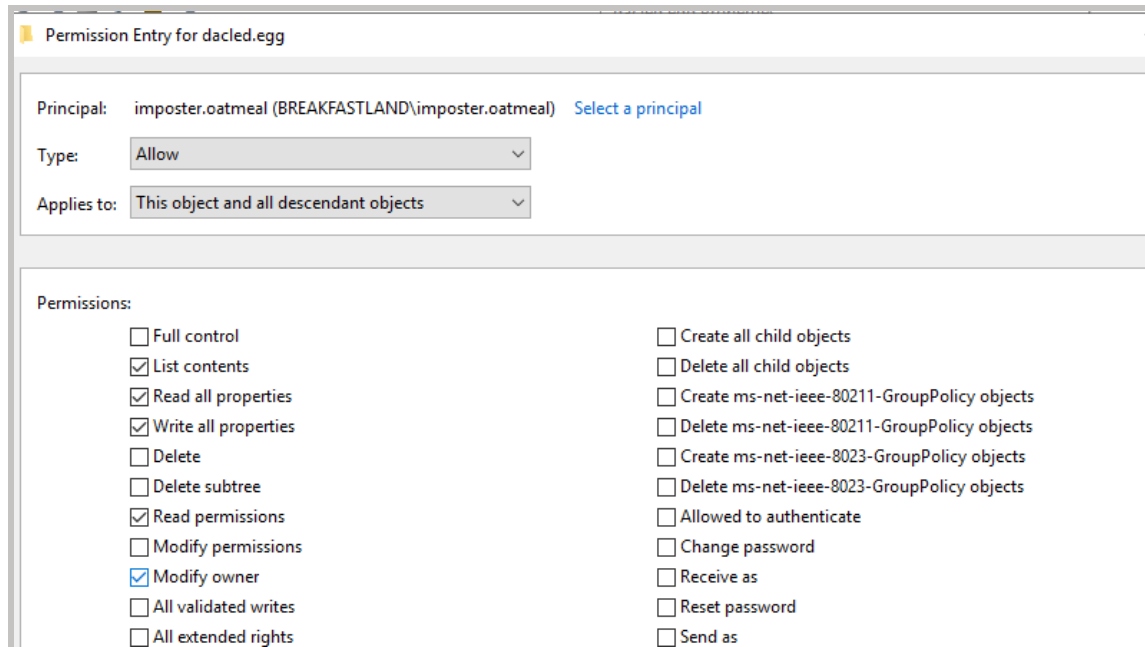 Permission Entry for dacled.egg
Principal: imposter.oatmeal (BREAKFASTLAND\imposter.oatmeal) Select a principal
Type: Allow
Applies to: This object and all descendant objects
Permissions:
Full control
List contents
Read all properties
Write all properties
Delete
Delete subtree
Read permissions
Modify permissions
Modify owner
All validated writes
All extended rights
Create all child objects
Delete all child objects
Create ms-net-ieee-80211-GroupPolicy objects
Delete ms-net-ieee-80211-GroupPolicy objects
Create ms-net-ieee-8023-GroupPolicy objects
Delete ms-net-ieee-8023-GroupPolicy objects
Allowed to authenticate
Change password
Receive as
Reset password
Send as